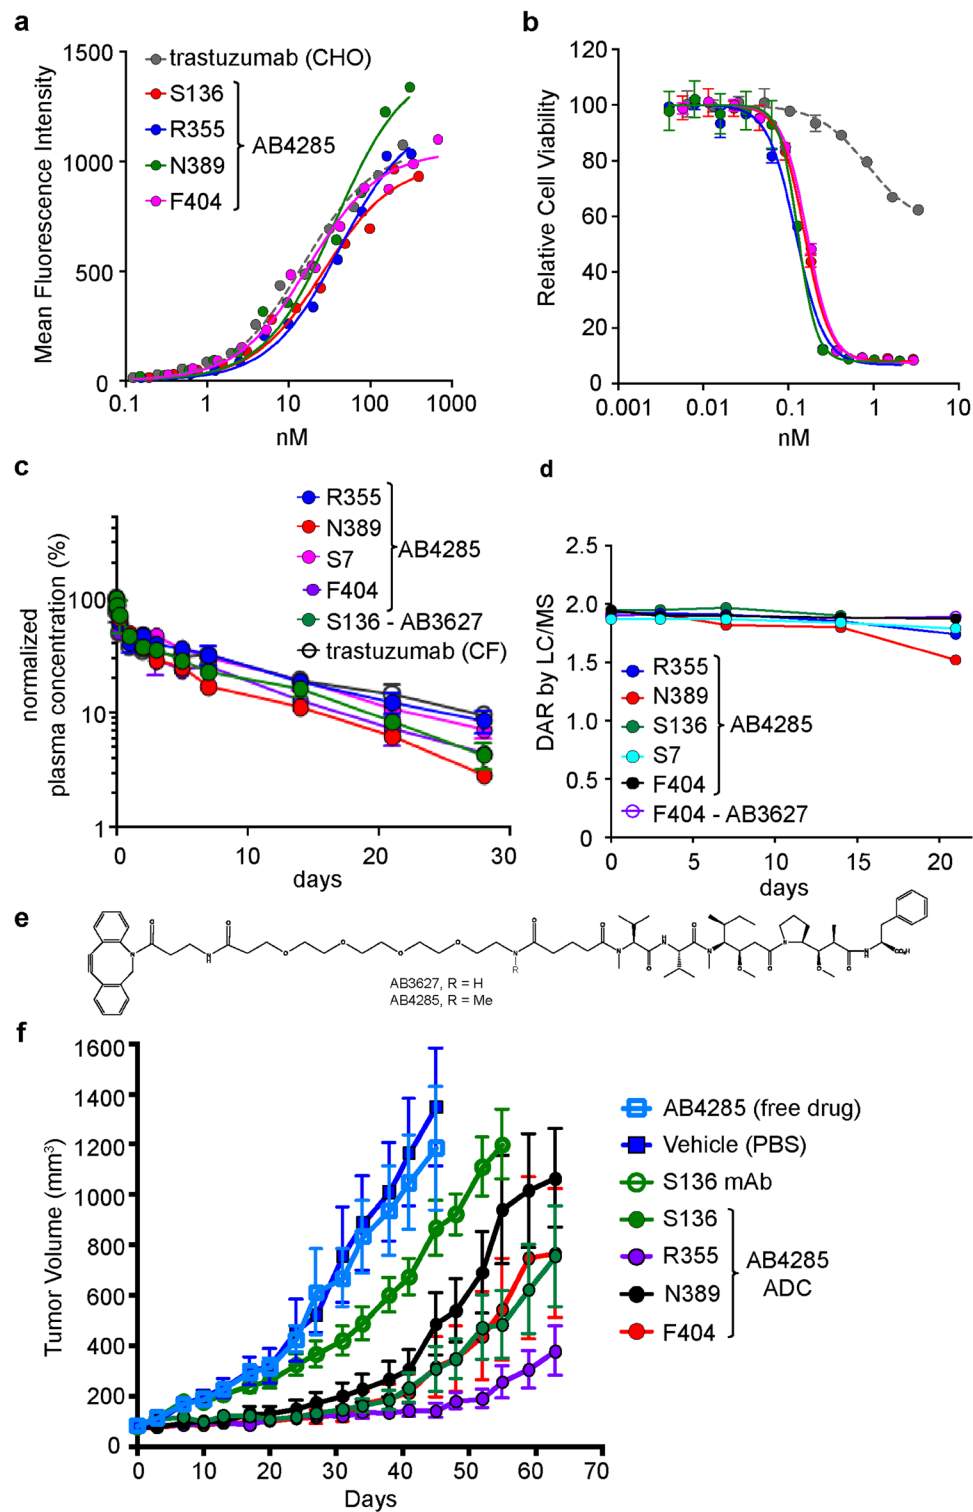 a
Mean Fluorescence Intensity
1500
1000
500
0
0.1
1
10
100
1000
nM
trastuzumab (CHO)
S136
R355
N389
F404
AB4285
b
Relative Cell Viability
120
100
80
60
40
20
0
0.001
0.01
0.1
1
10
nM
c
normalized
plasma concentration (%)
100
10
1
0
10
20
30
days
R355
N389
S7
F404
AB4285
S136 - AB3627
trastuzumab (CF)
d
DAR by LC/MS
2.5
2.0
1.5
1.0
0.5
0
0
5
10
15
20
days
R355
N389
S136
S7
F404
AB4285
F404 - AB3627
e
AB3627, R = H
AB4285, R = Me
f
Tumor Volume (mm³)
1600
1400
1200
1000
800
600
400
200
0
0
10
20
30
40
50
60
70
Days
AB4285 (free drug)
Vehicle (PBS)
S136 mAb
S136
R355
N389
F404
AB4285
ADC